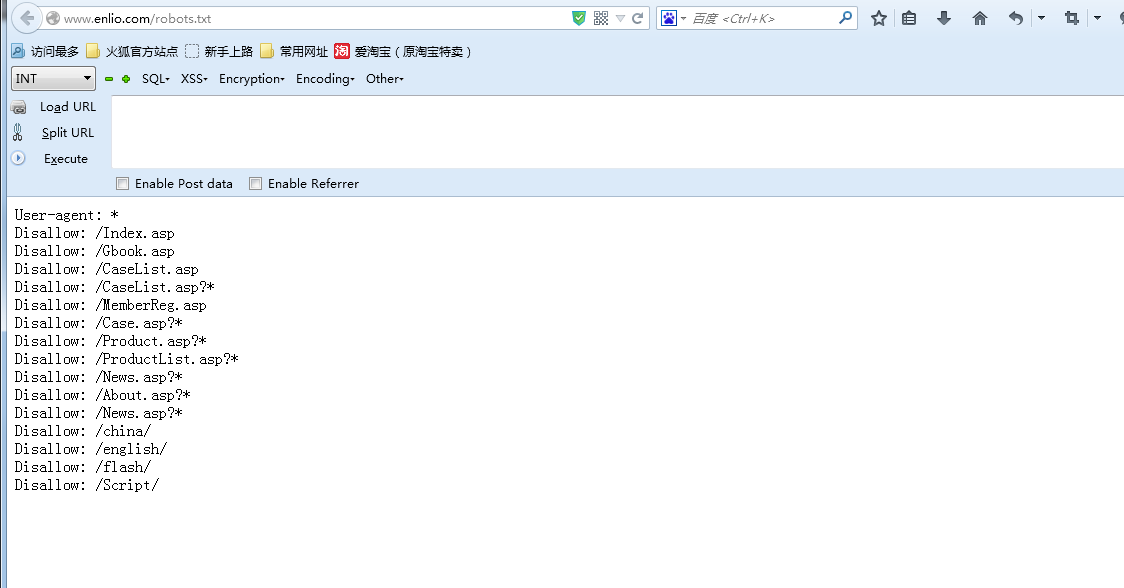 www.enlio.com/robots.txt
百度 <Ctrl+K>
访问最多 火狐官方站点 新手上路 常用网址 淘 爱淘宝（原淘宝特卖）
INT SQL XSS Encryption Encoding Other
Load URL
Split URL
Execute
Enable Post data Enable Referrer
User-agent: *
Disallow: /Index.asp
Disallow: /Gbook.asp
Disallow: /CaseList.asp
Disallow: /CaseList.asp?*
Disallow: /MemberReg.asp
Disallow: /Case.asp?*
Disallow: /Product.asp?*
Disallow: /ProductList.asp?*
Disallow: /News.asp?*
Disallow: /About.asp?*
Disallow: /News.asp?*
Disallow: /china/
Disallow: /english/
Disallow: /flash/
Disallow: /Script/